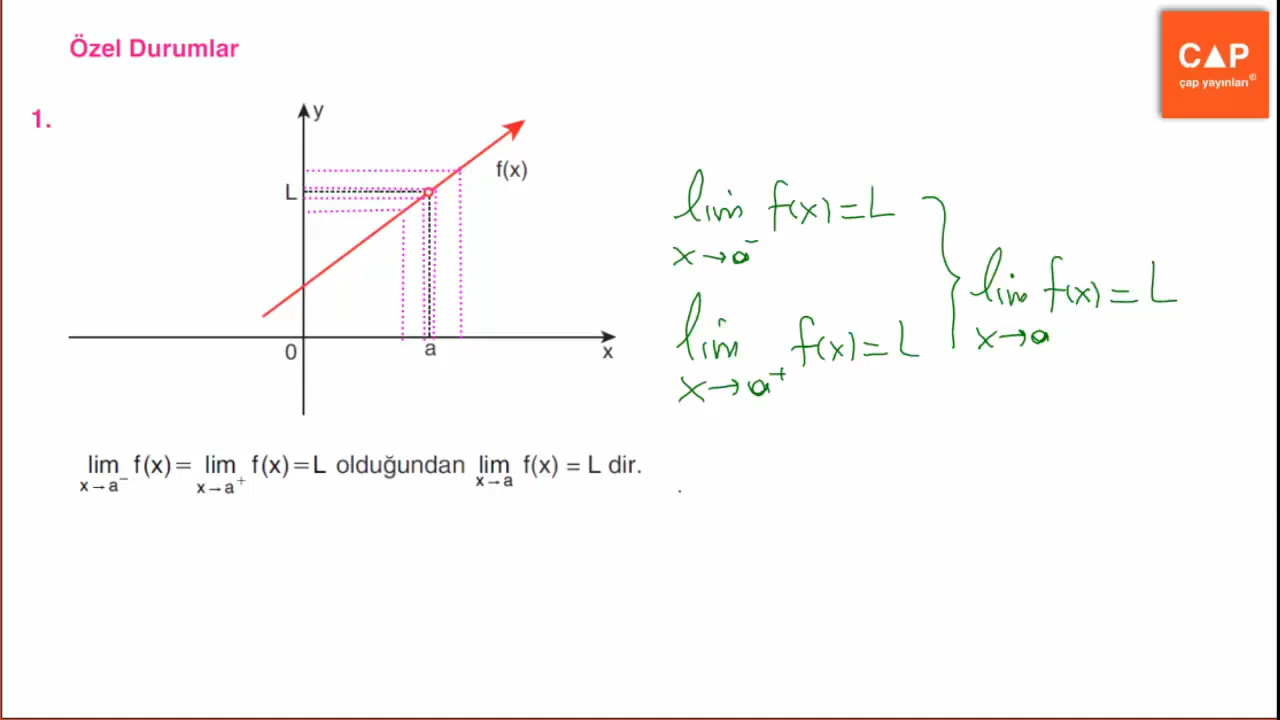 Özel Durumlar
CAP
çap yayınları®
1.
y
f(x)
L
0
a
x
lim f(x) = L
x→a⁻
lim f(x) = L
x→a⁺
lim f(x) = L
x→a
lim f(x) = lim f(x) = L olduğundan lim f(x) = L dir.
x→a⁻ x→a⁺ x→a